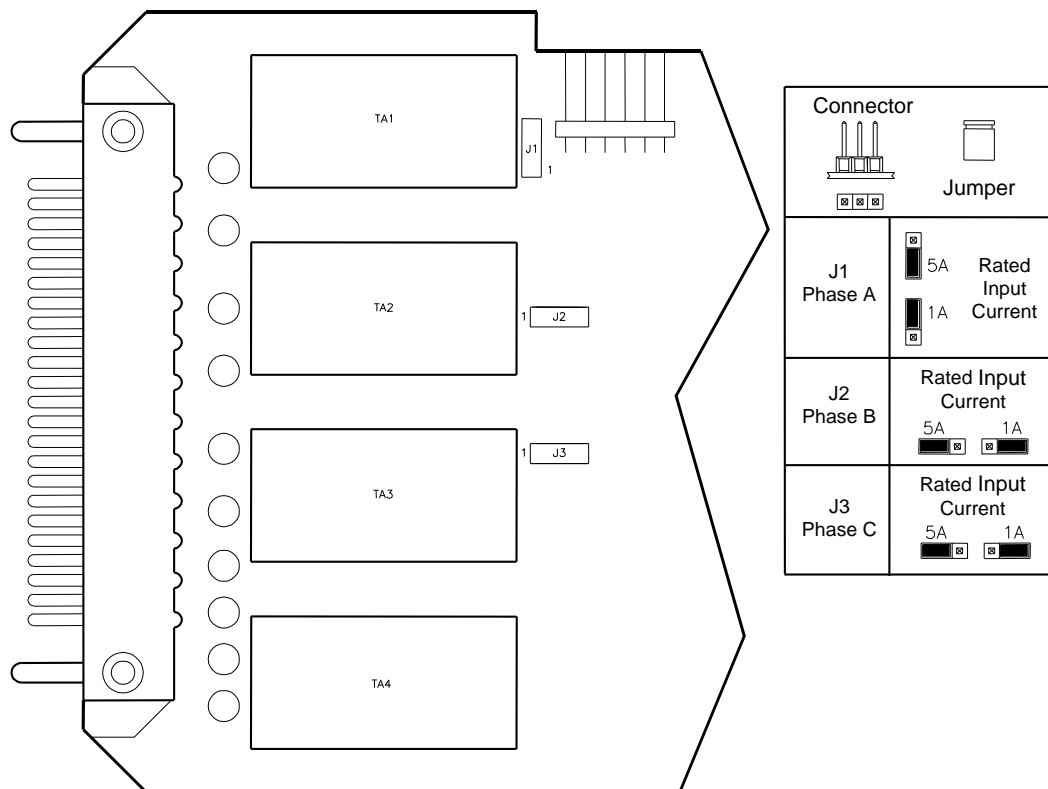 TA1
J1
1
TA2
1 J2
TA3
1 J3
TA4
Connector
Jumper
J1
Phase A
5A
1A
Rated
Input
Current
J2
Phase B
Rated Input
Current
5A 1A
J3
Phase C
Rated Input
Current
5A 1A